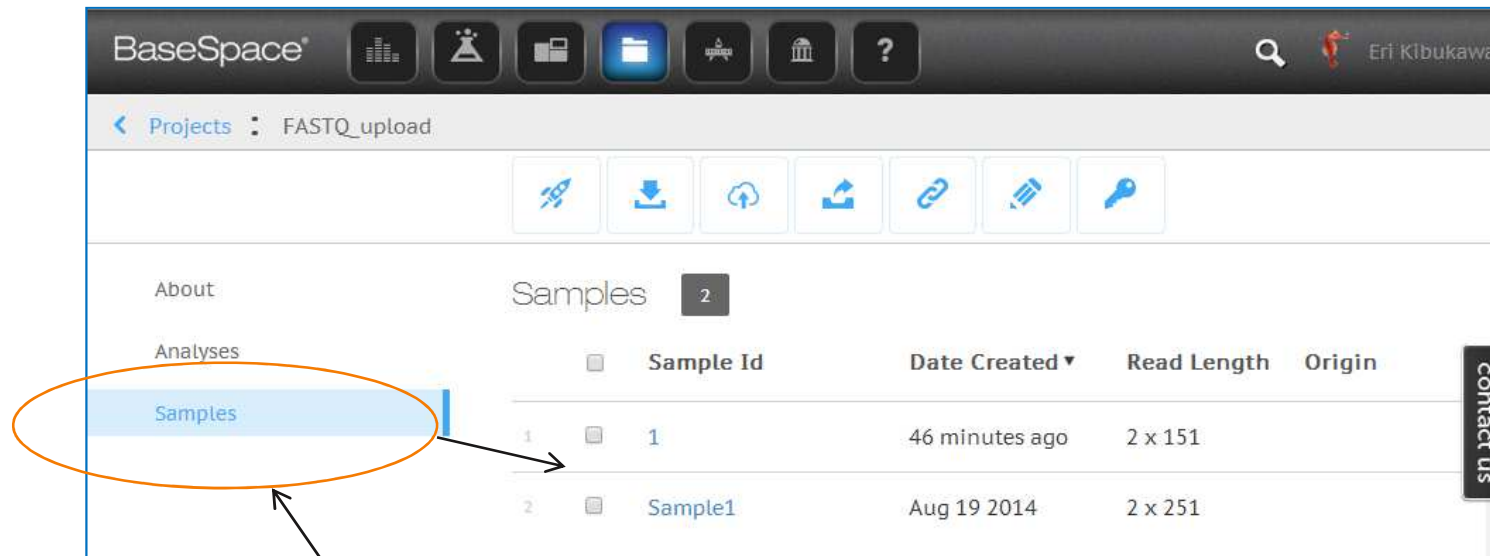 BaseSpace® ? Eri Kibukawa
Projects : FASTQ_upload
About
Analyses
Samples
Samples 2
Sample Id Date Created ▼ Read Length Origin
1 1 46 minutes ago 2 x 151
2 Sample1 Aug 19 2014 2 x 251
contact us